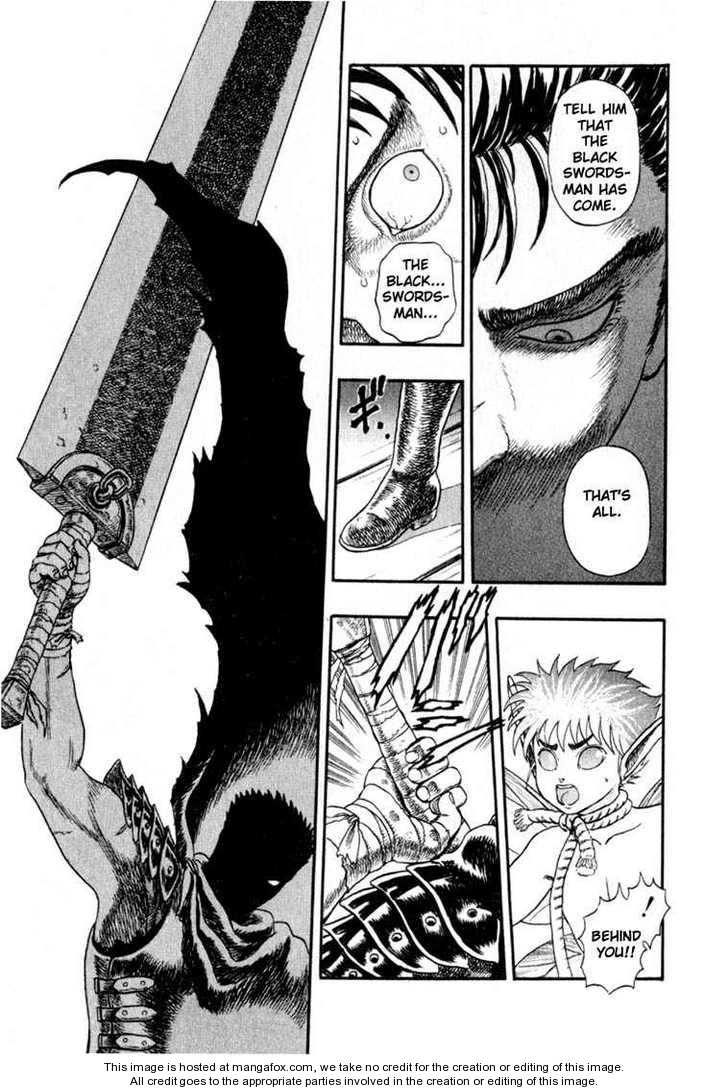 TELL HIM
THAT
THE
BLACK
SWORDS-
MAN HAS
COME.
THAT'S
ALL.
THE
BLACK...
SWORDS-
MAN...
ギ
!
BEHIND
YOU!!
This image is hosted at mangafox.com, we take no credit for the creation or editing of this image.
All credit goes to the appropriate parties involved in the creation or editing of this image.